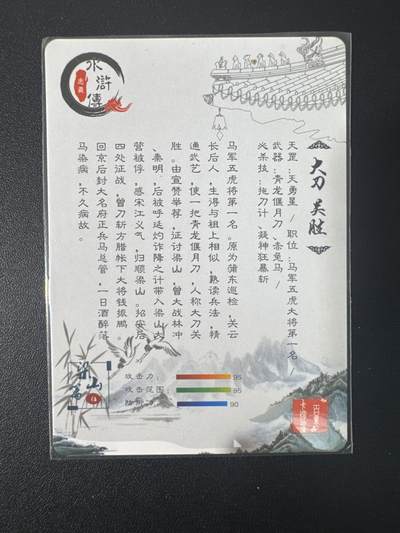 水滸傳
大刀 关胜
天罡：天勇星 / 职位：马军五虎大将第一名 /
武器：青龙偃月刀、赤兔马 /
必杀技：拖刀计、凝神狂暴斩
马军五虎将第一名。原为蒲东巡检，关云
长后人，生得与祖上相似，熟读兵法，精
通武艺，使一把青龙偃月刀，人称大刀关
胜。由宣赞举荐，征讨梁山，曾大战林冲
、秦明，后被呼延灼诈降之计带入梁山大
营被俘，感宋江义气，归顺梁山。招安后
四处征战，曾刀斩方腊帐下大将钱振鹏。
回京后封大名府正兵马总管，一日酒醉落
马染病，不久病故。
梁山
攻击力 95
攻击范围 95
90